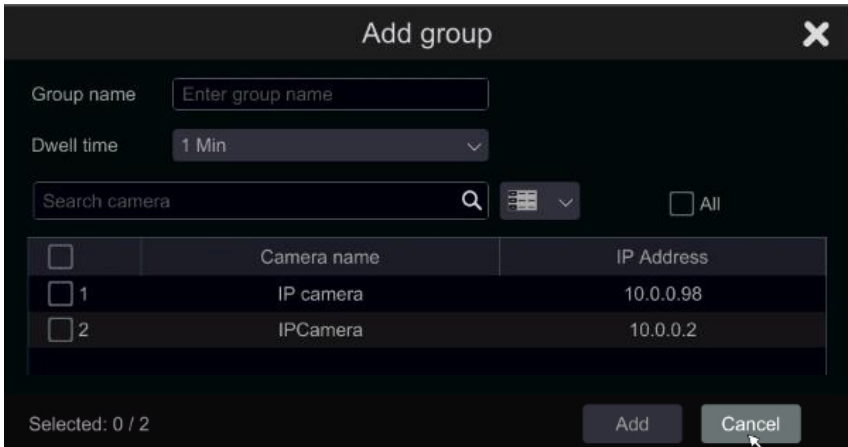 Add group
Group name Enter group name
Dwell time 1 Min
Search camera All
Camera name IP Address
1 IP camera 10.0.0.98
2 IPCamera 10.0.0.2
Selected: 0 / 2 Add Cancel